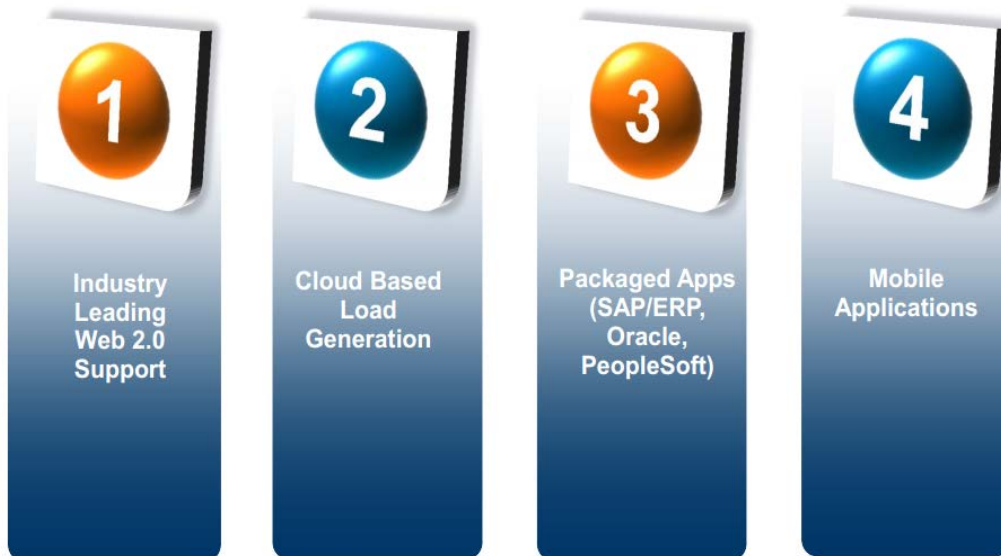 1
Industry
Leading
Web 2.0
Support
2
Cloud Based
Load
Generation
3
Packaged Apps
(SAP/ERP,
Oracle,
PeopleSoft)
4
Mobile
Applications